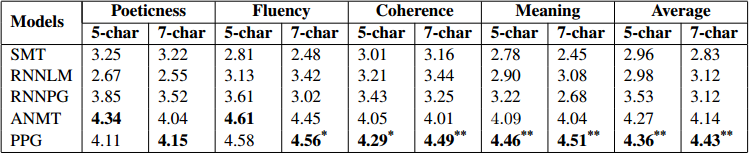 Models Poeticness Fluency Coherence Meaning Average
5-char 7-char 5-char 7-char 5-char 7-char 5-char 7-char 5-char 7-char
SMT 3.25 3.22 2.81 2.48 3.01 3.16 2.78 2.45 2.96 2.83
RNNLM 2.67 2.55 3.13 3.42 3.21 3.44 2.90 3.08 2.98 3.12
RNNPG 3.85 3.52 3.61 3.02 3.43 3.25 3.22 2.68 3.53 3.12
ANMT 4.34 4.04 4.61 4.45 4.05 4.01 4.09 4.04 4.27 4.14
PPG 4.11 4.15 4.58 4.56* 4.29* 4.49** 4.46** 4.51** 4.36** 4.43**